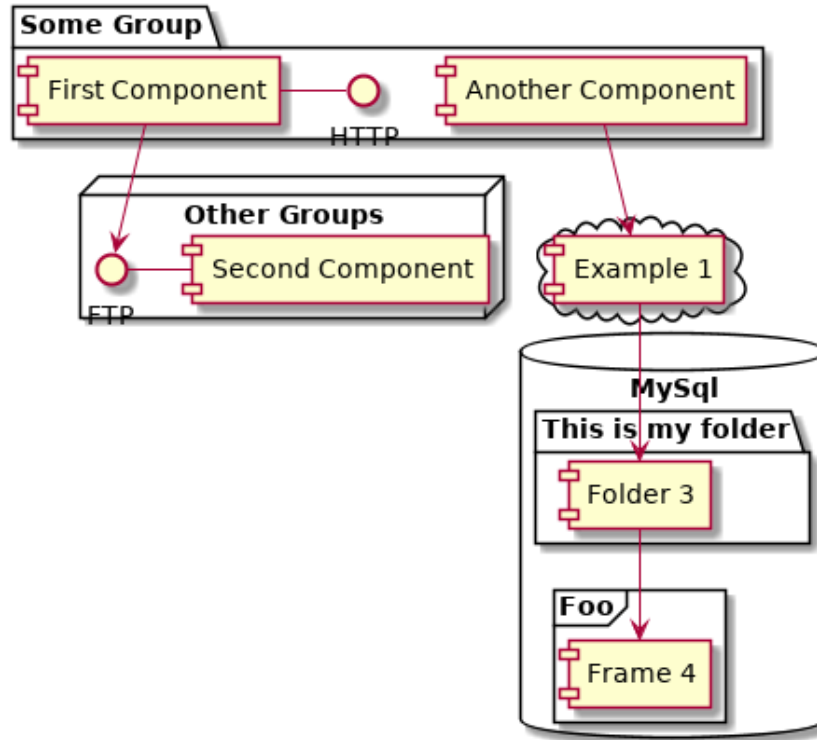 Some Group
First Component
HTTP
Another Component
Other Groups
FTP
Second Component
Example 1
MySql
This is my folder
Folder 3
Foo
Frame 4